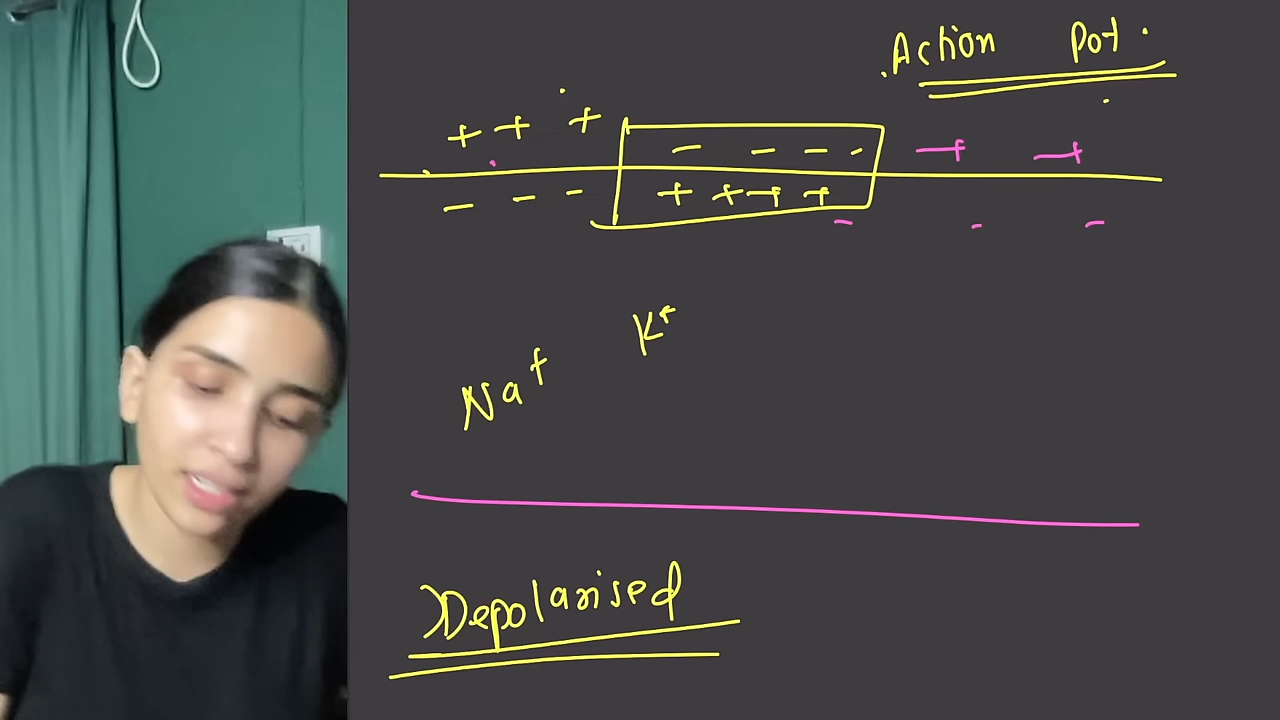 Action Pot.
+ + + - - - -  + +
- - - + + + + - - -
K+
Na+
Depolarised